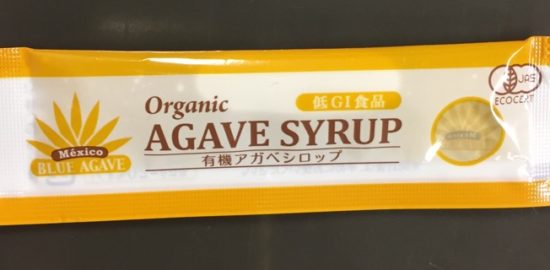 Organic
低GI食品
AGAVE SYRUP
有機アガベシロップ
México
BLUE AGAVE
JAS
ECOCERT